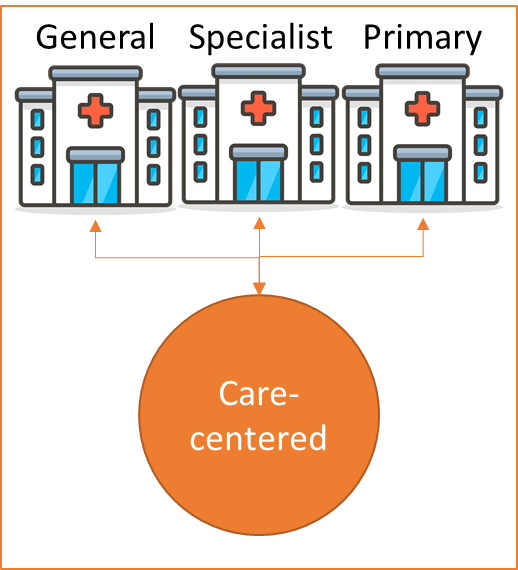 General Specialist Primary
Care-
centered